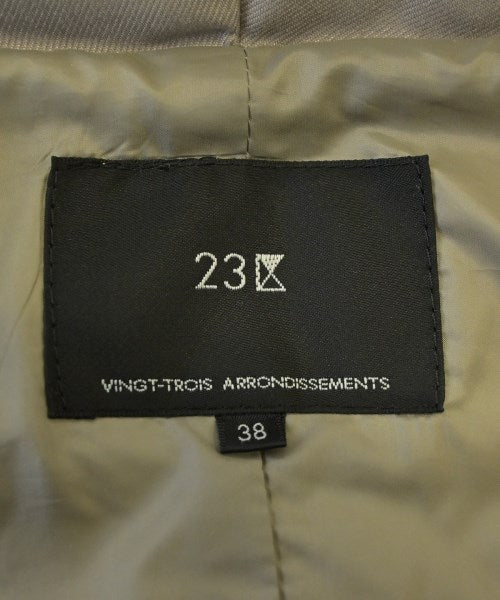 23区
VINGT-TROIS ARRONDISSEMENTS
38